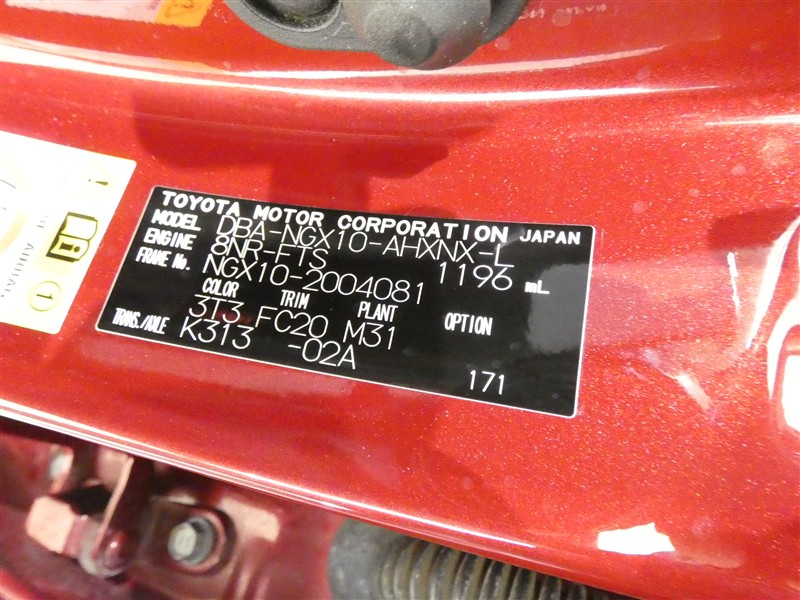 TOYOTA MOTOR CORPORATION JAPAN
MODEL DBA-NGX10-AHXNX-L
ENGINE 8NR-FTS 1196 mL
FRAME No. NGX10-2004081
COLOR TRIM PLANT OPTION
3T3 FC20 M31
TRANS./AXLE K313 -02A
171
1